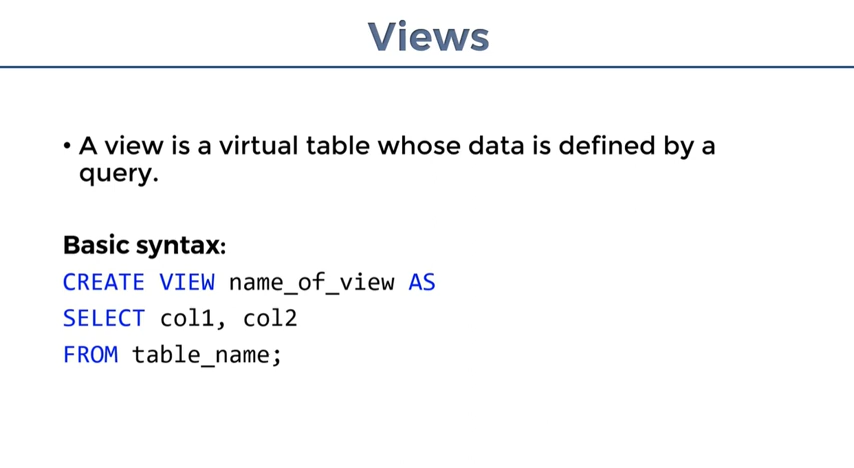 Views
• A view is a virtual table whose data is defined by a
query.
Basic syntax:
CREATE VIEW name_of_view AS
SELECT col1, col2
FROM table_name;